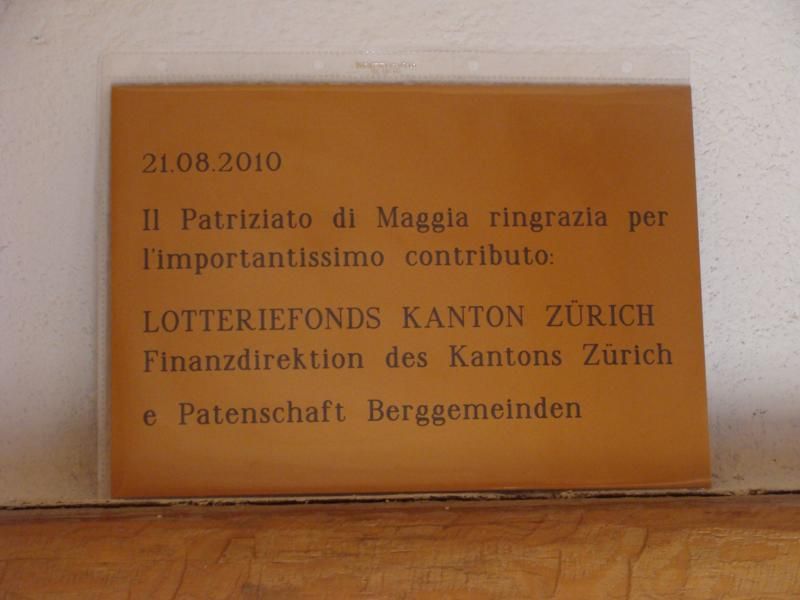 21.08.2010
Il Patriziato di Maggia ringrazia per
l'importantissimo contributo:
LOTTERIEFONDS KANTON ZÜRICH
Finanzdirektion des Kantons Zürich
e Patenschaft Berggemeinden